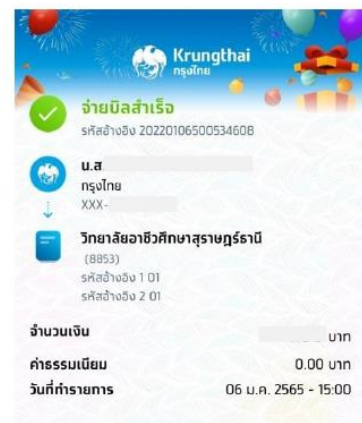 Krungthai
กรุงไทย
จ่ายบิลสำเร็จ
รหัสอ้างอิง 20220106500534608
น.ส
กรุงไทย
XXX-
วิทยาลัยอาชีวศึกษาสุราษฎร์ธานี
(8853)
รหัสอ้างอิง 1 01
รหัสอ้างอิง 2 01
จำนวนเงิน บาท
ค่าธรรมเนียม 0.00 บาท
วันที่ทำรายการ 06 ม.ค. 2565 - 15:00